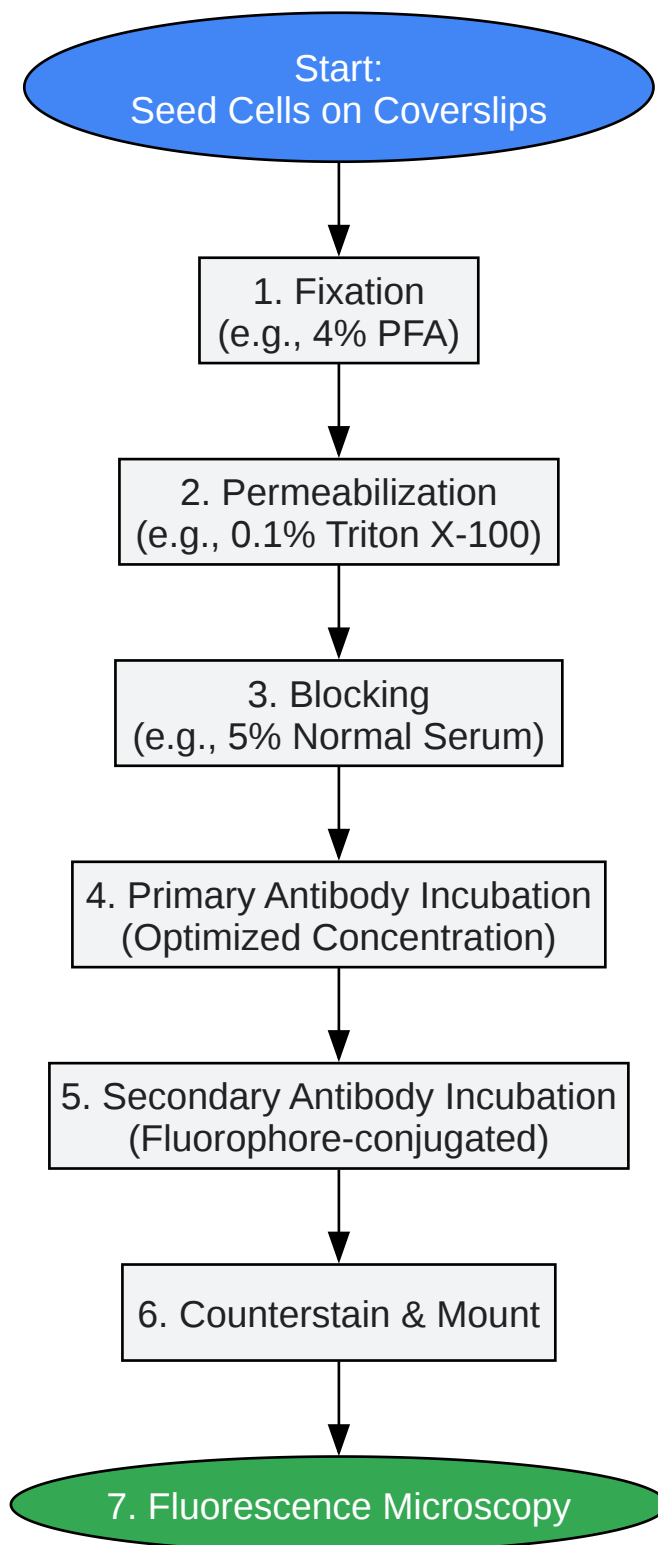 Start:
Seed Cells on Coverslips
1. Fixation
(e.g., 4% PFA)
2. Permeabilization
(e.g., 0.1% Triton X-100)
3. Blocking
(e.g., 5% Normal Serum)
4. Primary Antibody Incubation
(Optimized Concentration)
5. Secondary Antibody Incubation
(Fluorophore-conjugated)
6. Counterstain & Mount
7. Fluorescence Microscopy